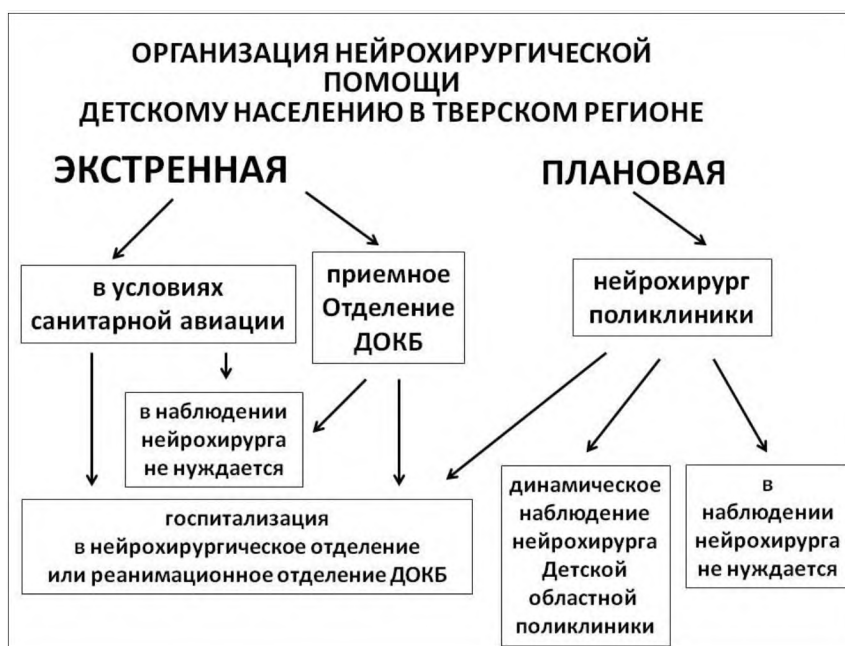 ОРГАНИЗАЦИЯ НЕЙРОХИРУРГИЧЕСКОЙ
ПОМОЩИ
ДЕТСКОМУ НАСЕЛЕНИЮ В ТВЕРСКОМ РЕГИОНЕ
ЭКСТРЕННАЯ
ПЛАНОВАЯ
в условиях
санитарной авиации
приемное
Отделение
ДОКБ
нейрохирург
поликлиники
в наблюдении
нейрохирурга
не нуждается
госпитализация
в нейрохирургическое отделение
или реанимационное отделение ДОКБ
динамическое
наблюдение
нейрохирурга
Детской
областной
поликлиники
в
наблюдении
нейрохирурга
не нуждается